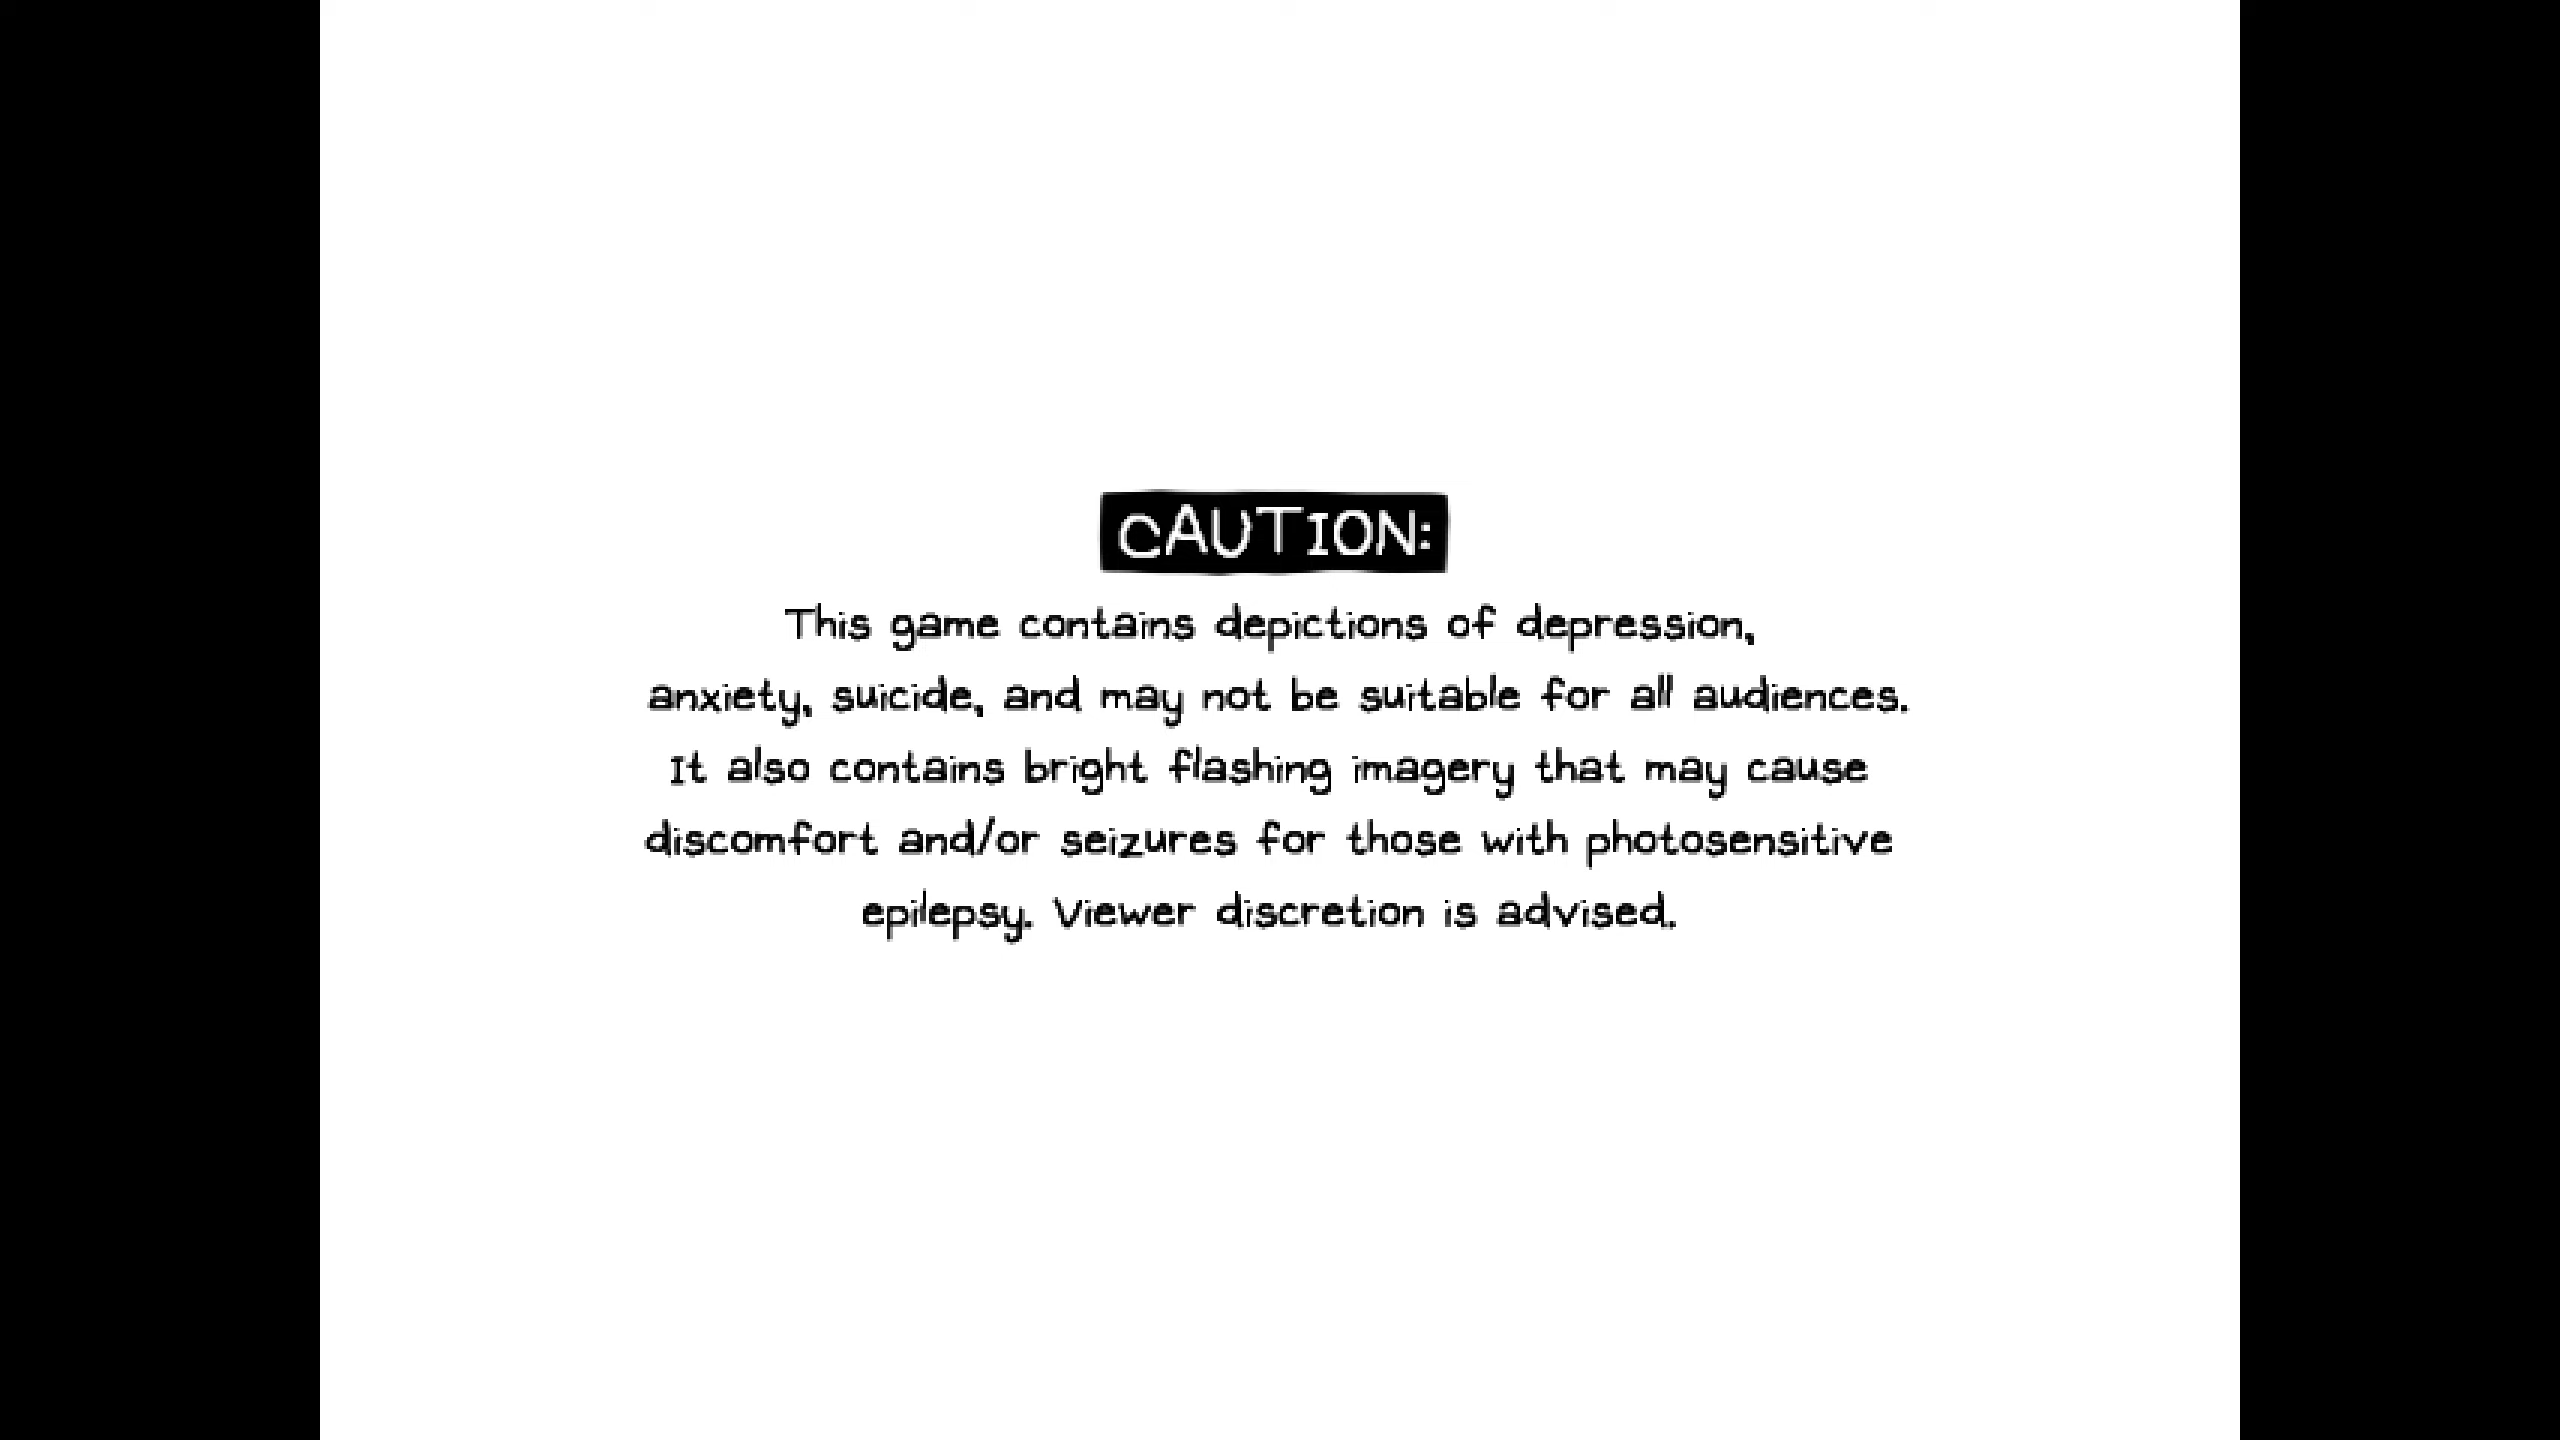 CAUTION:
This game contains depictions of depression,
anxiety, suicide, and may not be suitable for all audiences.
It also contains bright flashing imagery that may cause
discomfort and/or seizures for those with photosensitive
epilepsy. Viewer discretion is advised.